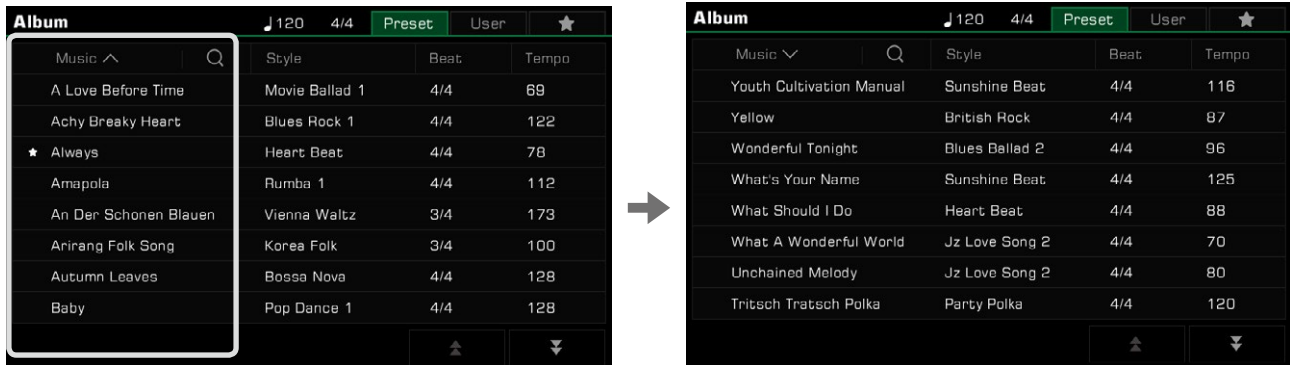 Album ♩120 4/4 Preset User ★
Music Style Beat Tempo
A Love Before Time Movie Ballad 1 4/4 69
Achy Breaky Heart Blues Rock 1 4/4 122
★ Always Heart Beat 4/4 78
Amapola Rumba 1 4/4 112
An Der Schonen Blauen Vienna Waltz 3/4 173
Arirang Folk Song Korea Folk 3/4 100
Autumn Leaves Bossa Nova 4/4 128
Baby Pop Dance 1 4/4 128
Album ♩120 4/4 Preset User ★
Music Style Beat Tempo
Youth Cultivation Manual Sunshine Beat 4/4 116
Yellow British Rock 4/4 87
Wonderful Tonight Blues Ballad 2 4/4 96
What's Your Name Sunshine Beat 4/4 125
What Should I Do Heart Beat 4/4 88
What A Wonderful World Jz Love Song 2 4/4 70
Unchained Melody Jz Love Song 2 4/4 80
Tritsch Tratsch Polka Party Polka 4/4 120